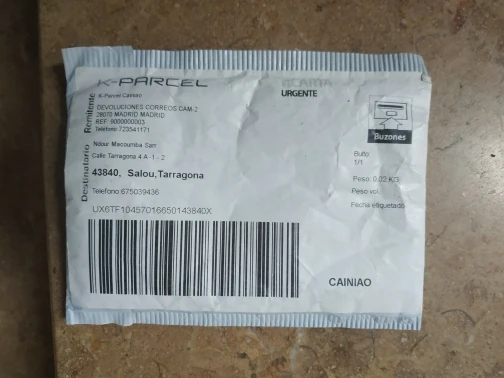 K-PARCEL
Remitente
K-Parcel Cainiao
DEVOLUCIONES CORREOS CAM-2
28070 MADRID MADRID
REF: 9000000003
Telefono:723541171
URGENTE
Buzones
Destinatario
Ndour Macoumba Sarr
Calle Tarragona 4 A - 1 - 2
43840, Salou,Tarragona
Telefono:675039436
Bulto
1/1
Peso: 0.02 KG
Peso vol.
Fecha etiquetado
UX6TF10457016650143840X
CAINIAO